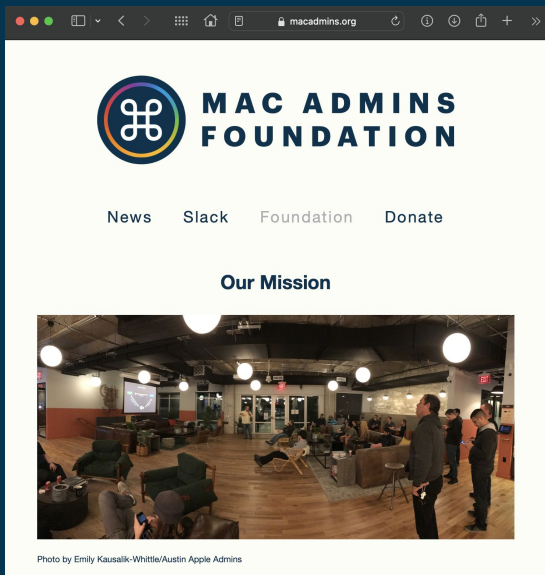 macadmins.org
MAC ADMINS
FOUNDATION
News Slack Foundation Donate
Our Mission
Photo by Emily Kausalik-Whittle/Austin Apple Admins